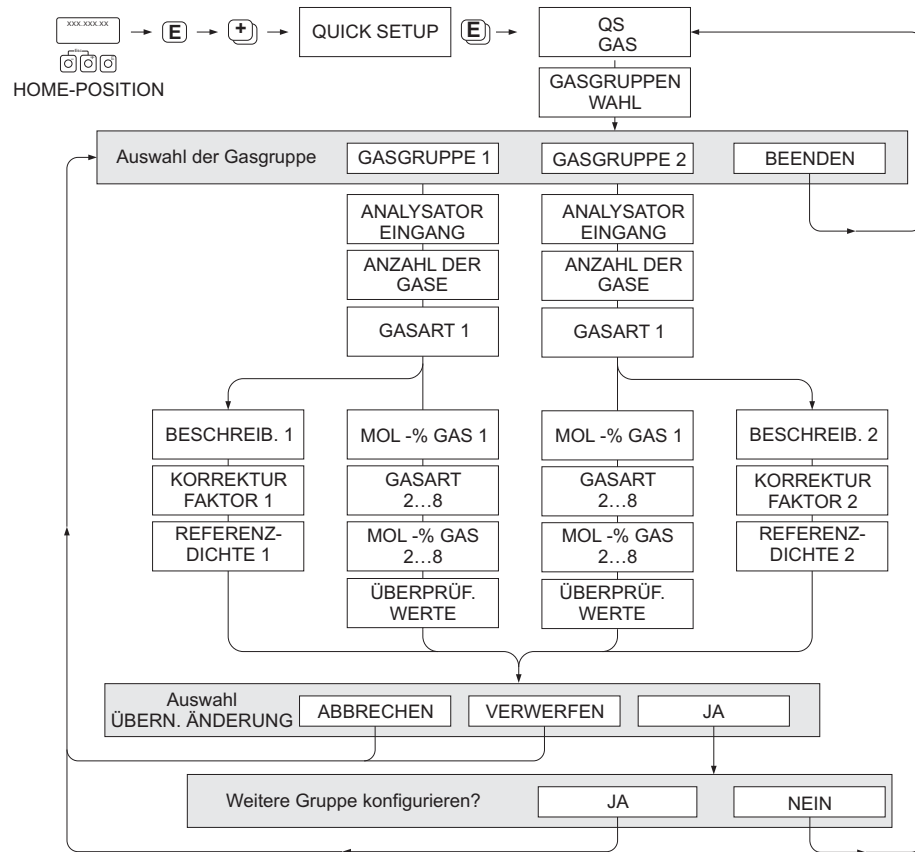 xxx.xxx.xx
Esc
E
+
QUICK SETUP
E
QS
GAS
HOME-POSITION
GASGRUPPEN
WAHL
Auswahl der Gasgruppe
GASGRUPPE 1
GASGRUPPE 2
BEENDEN
ANALYSATOR
EINGANG
ANALYSATOR
EINGANG
ANZAHL DER
GASE
ANZAHL DER
GASE
GASART 1
GASART 1
BESCHREIB. 1
MOL -% GAS 1
MOL -% GAS 1
BESCHREIB. 2
KORREKTUR
FAKTOR 1
GASART
2...8
GASART
2...8
KORREKTUR
FAKTOR 2
REFERENZ-
DICHTE 1
MOL -% GAS
2...8
MOL -% GAS
2...8
REFERENZ-
DICHTE 2
ÜBERPRÜF.
WERTE
ÜBERPRÜF.
WERTE
Auswahl
ÜBERN. ÄNDERUNG
ABBRECHEN
VERWERFEN
JA
Weitere Gruppe konfigurieren?
JA
NEIN